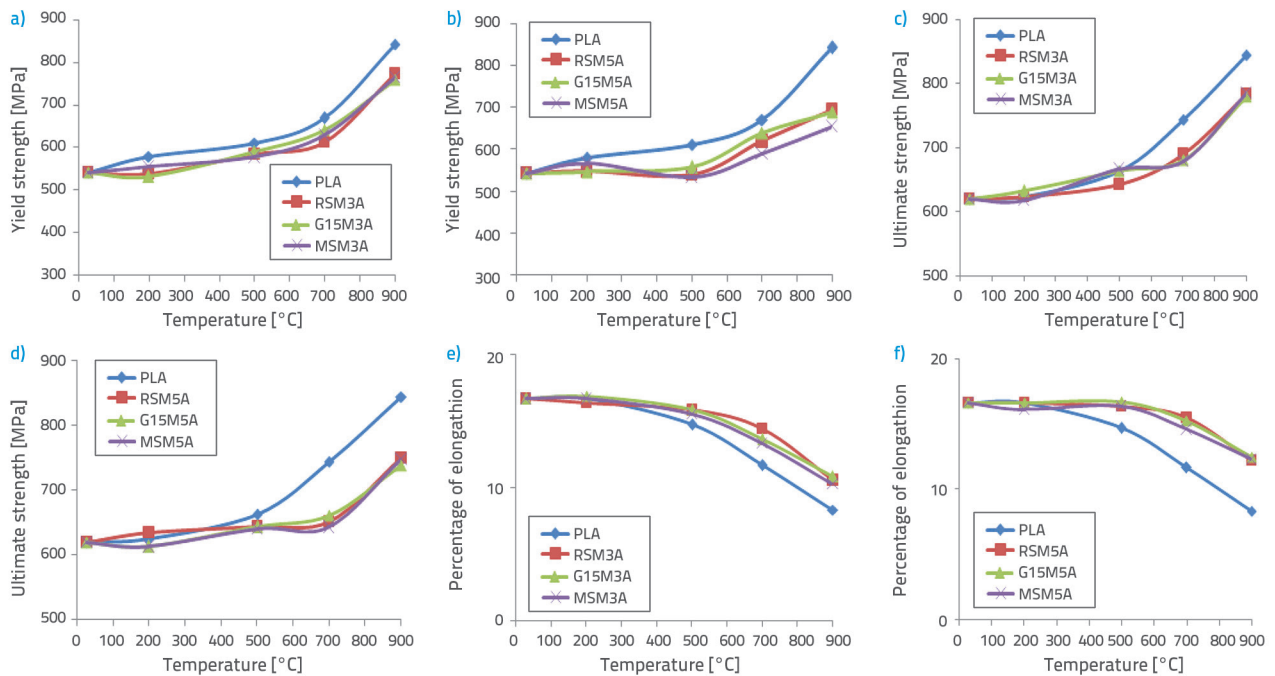 a)
900
800
700
600
500
400
300
Yield strength [MPa]
0 100 200 300 400 500 600 700 800 900
Temperature [°C]
PLA
RSM3A
G15M3A
MSM3A
b)
900
800
700
600
500
400
300
Yield strength [MPa]
0 100 200 300 400 500 600 700 800 900
Temperature [°C]
PLA
RSM5A
G15M5A
MSM5A
c)
900
800
700
600
500
Ultimate strength [MPa]
0 100 200 300 400 500 600 700 800 900
Temperature [°C]
PLA
RSM3A
G15M3A
MSM3A
d)
900
800
700
600
500
Ultimate strength [MPa]
0 100 200 300 400 500 600 700 800 900
Temperature [°C]
PLA
RSM5A
G15M5A
MSM5A
e)
20
10
0
Percentage of elongathion
0 100 200 300 400 500 600 700 800 900
Temperature [°C]
PLA
RSM3A
G15M3A
MSM3A
f)
20
10
0
Percentage of elongathion
0 100 200 300 400 500 600 700 800 900
Temperature [°C]
PLA
RSM5A
G15M5A
MSM5A